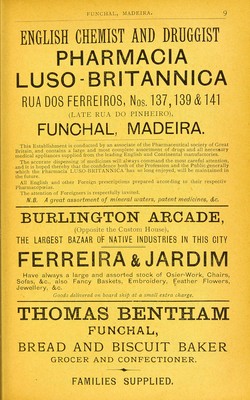 FUNCHAL, MADEIRA. 9
ENGLISH CHEMIST AND DRUGGIST
PHARMACIA
LUSO-BRITANNICA
RUA DOS FERREIROS, Nos. 137, 139 & 141
(LATE RUA DO PINHEIRO),
FUNCHAL, MADEIRA.
This Establishment is conducted by an associate of the Pharmaceutical society of Great
Britain, and contains a large and most complete assortment of drugs and all necessary
medical appliances supplied from the leading English and Continental manufactories.
The accurate dispensing of medicines will always command the most careful attention,
and it is hoped thereby that the confidence both of the Profession and the Public generally
which the Pharmacia LUSO-BRITANNICA has so long enjoyed, will be maintained in
the future.
All English and other Foreign prescriptions prepared according to their respective
Pharmacopœias.
The attention of Foreigners is respectfully invited.
N.B. A great assortment of mineral waters, patent medicines, &c.
BURLINGTON ARCADE,
(Opposite the Custom House),
THE LARGEST BAZAAR OF NATIVE INDUSTRIES IN THIS CITY
FERREIRA & JARDIM
Have always a large and assorted stock of Osier-Work, Chairs,
Sofas, &c., also Fancy Baskets, Embroidery, Feather Flowers,
Jewellery, &c.
Goods delivered on board ship at a small extra charge.
THOMAS BENTHAM
FUNCHAL,
BREAD AND BISCUIT BAKER
GROCER AND CONFECTIONER.
FAMILIES SUPPLIED.